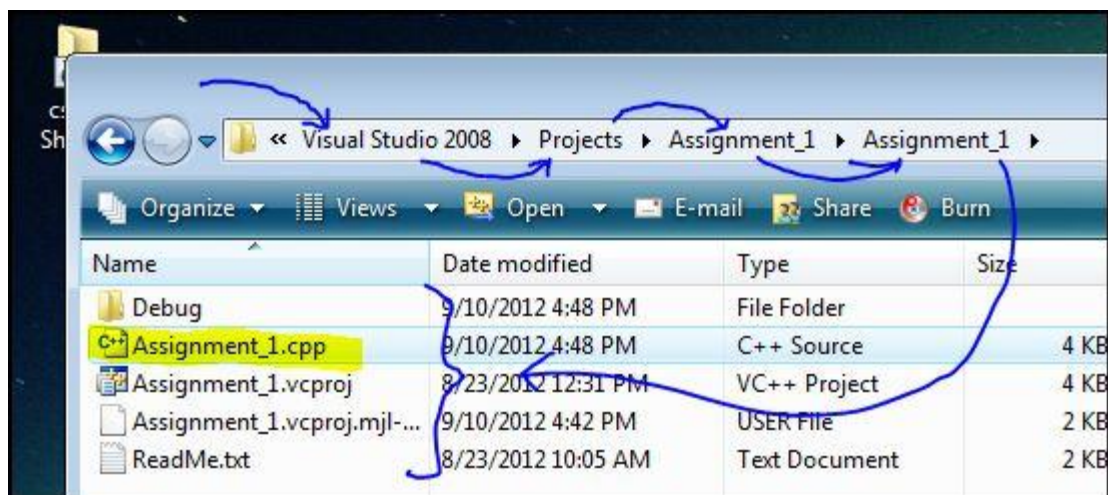 cs
Sh
« Visual Studio 2008 ▸ Projects ▸ Assignment_1 ▸ Assignment_1 ▸
Organize ▾ Views ▾ Open ▾ E-mail Share Burn
Name Date modified Type Size
Debug 9/10/2012 4:48 PM File Folder
C++ Assignment_1.cpp 9/10/2012 4:48 PM C++ Source 4 KB
Assignment_1.vcproj 8/23/2012 12:31 PM VC++ Project 4 KB
Assignment_1.vcproj.mjl-... 9/10/2012 4:42 PM USER File 2 KB
ReadMe.txt 8/23/2012 10:05 AM Text Document 2 KB